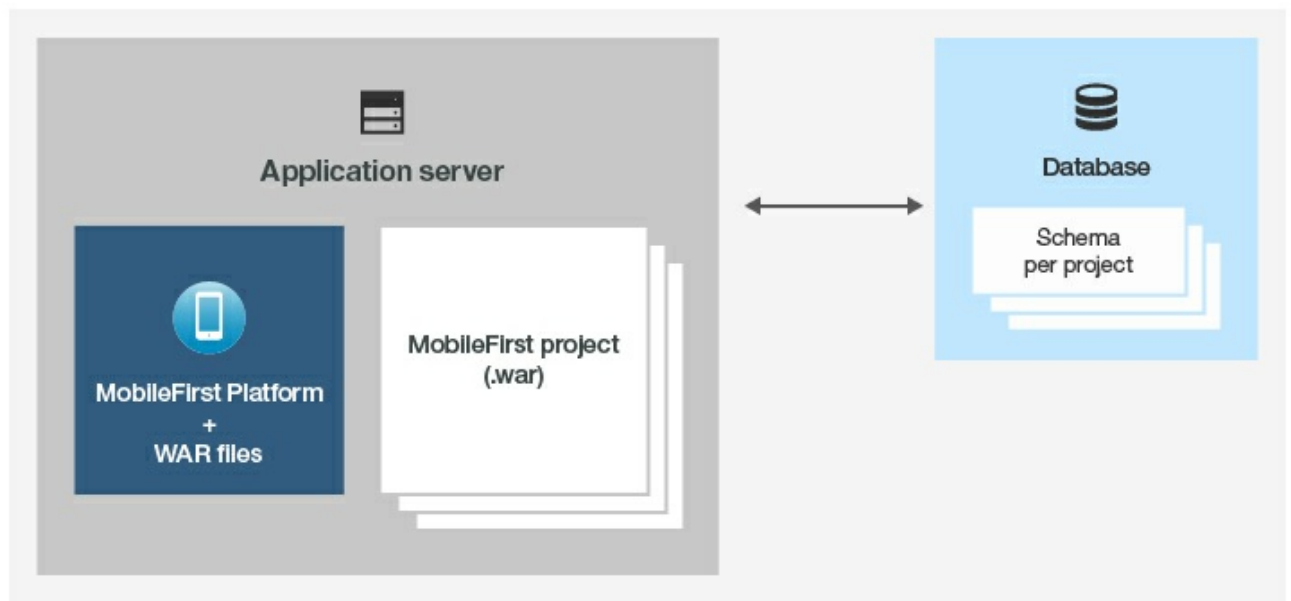 Application server
MobileFirst Platform
+
WAR files
MobileFirst project
(.war)
Database
Schema
per project